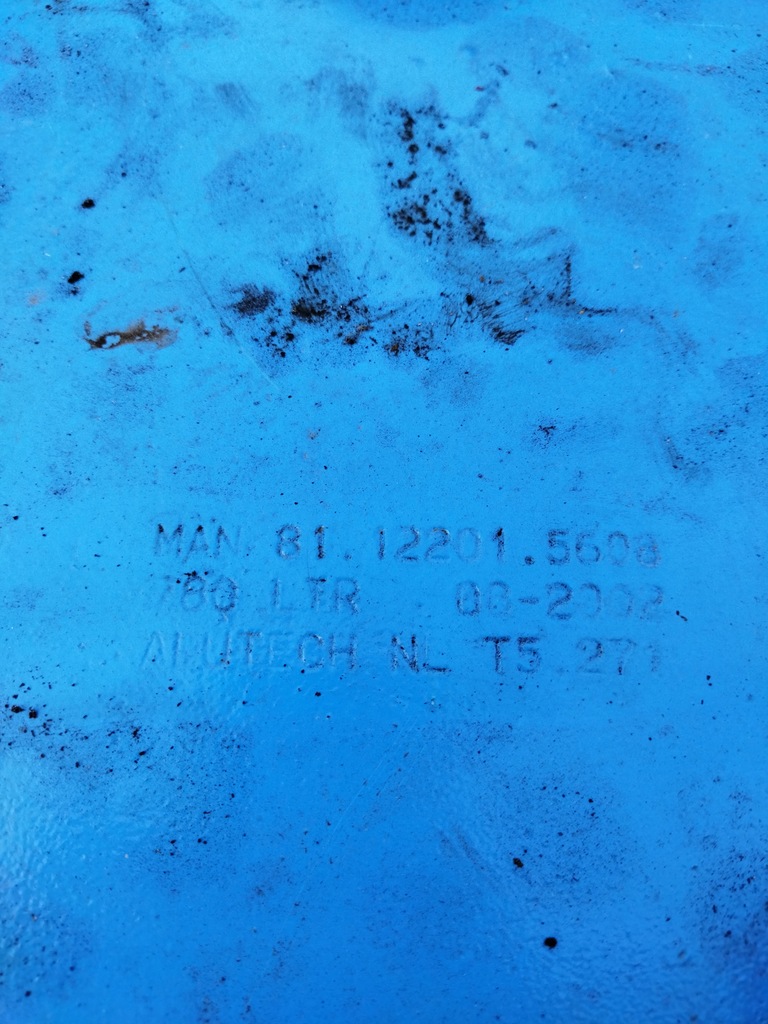 MAN 81.12201.5608
780 LTR 08-2002
ALUTECH NL T5.271